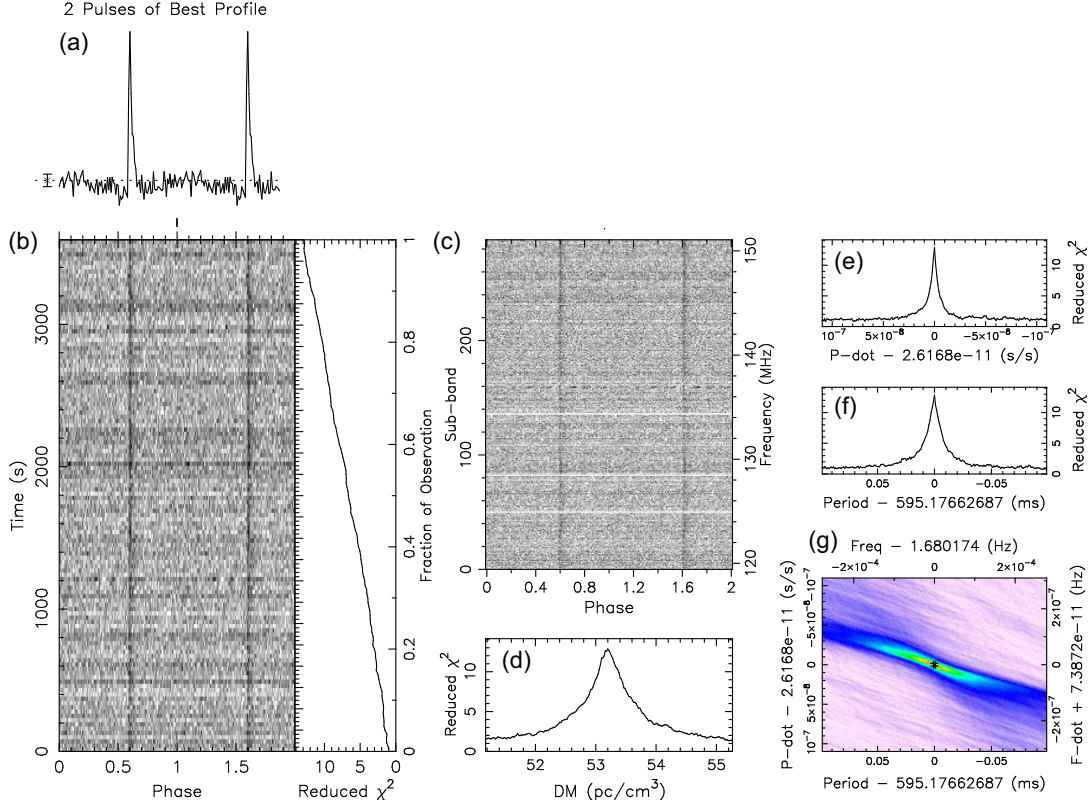 2 Pulses of Best Profile
(a)
(b)
Time (s)
3000
2000
1000
0
0 0.5 1 1.5
Phase
10 5 0
Reduced χ²
1
0.8
0.6
0.4
0.2
0
Fraction of Observation
(c)
Sub-band
200
100
0
0 0.4 0.8 1.2 1.6 2
Phase
150
140
130
120
Frequency (MHz)
(d)
Reduced χ²
10
5
0
52 53 54 55
DM (pc/cm³)
(e)
10
5
0
Reduced χ²
10⁻⁷ 5×10⁻⁸ 0 −5×10⁻⁸ −10⁻⁷
P−dot − 2.6168e−11 (s/s)
(f)
10
5
0
Reduced χ²
0.05 0 −0.05
Period − 595.17662687 (ms)
(g)
Freq − 1.680174 (Hz)
−2×10⁻⁴ 0 2×10⁻⁴
P−dot − 2.6168e−11 (s/s)
−10⁻⁷
−5×10⁻⁸
0
5×10⁻⁸
10⁻⁷
2×10⁻⁷
0
−2×10⁻⁷
F−dot + 7.3872e−11 (Hz)
0.05 0 −0.05
Period − 595.17662687 (ms)